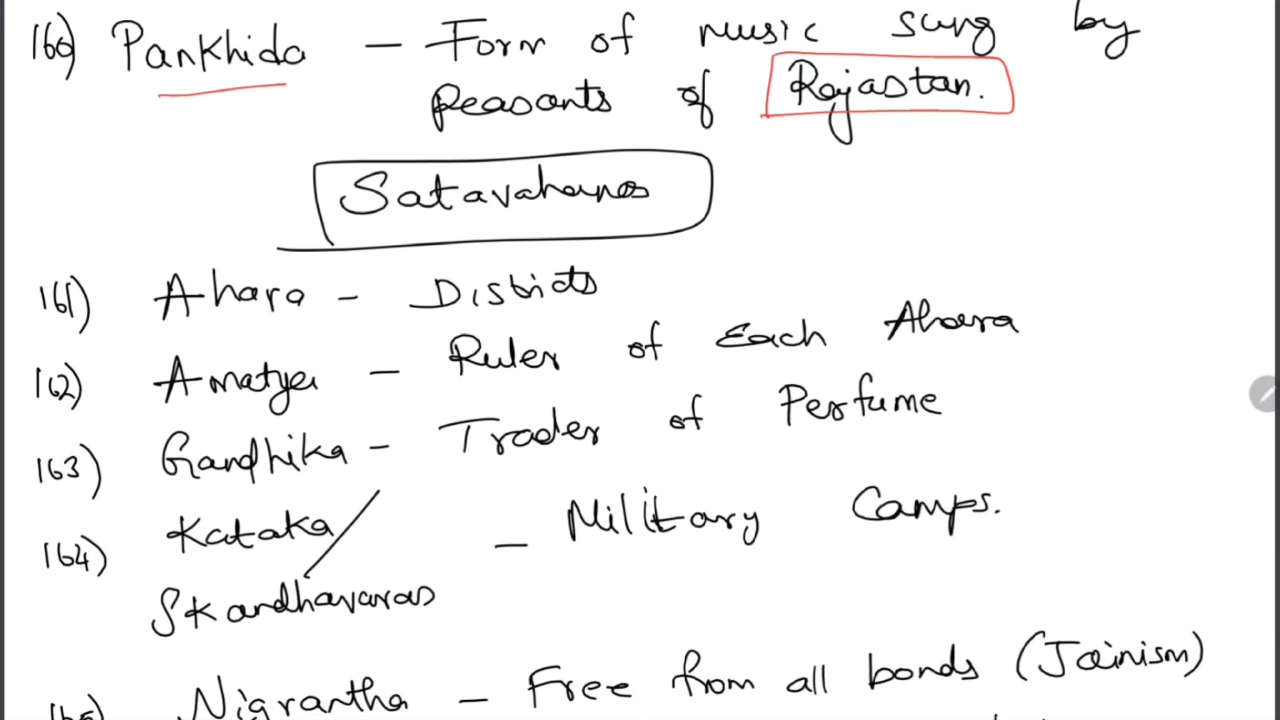 160) Pankhida - Form of music sung by
peasants of Rajastan.
Satavahanas
161) Ahara - Districts
162) Amatya - Ruler of Each Ahara
163) Gandhika - Trader of Perfume
164) Kataka /
Skandhavaras - Military Camps.
165) Nigrantha - Free from all bonds (Jainism)